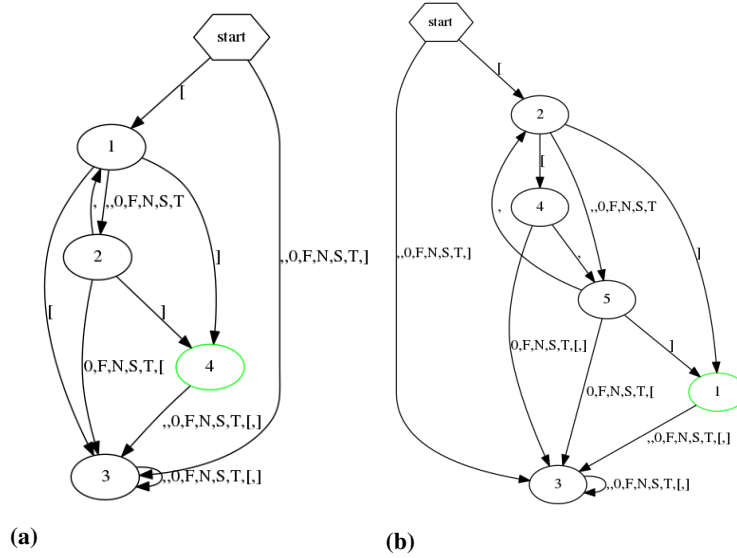 start
[
1
,
,,0,F,N,S,T
2
]
,,0,F,N,S,T,]
[
]
0,F,N,S,T,[
4
,,0,F,N,S,T,[,]
3
,,0,F,N,S,T,[,]
(a)
start
[
2
[
4
,,0,F,N,S,T
,
]
,,0,F,N,S,T,]
,
5
0,F,N,S,T,[,]
]
0,F,N,S,T,[
1
,,0,F,N,S,T,[,]
3
,,0,F,N,S,T,[,]
(b)